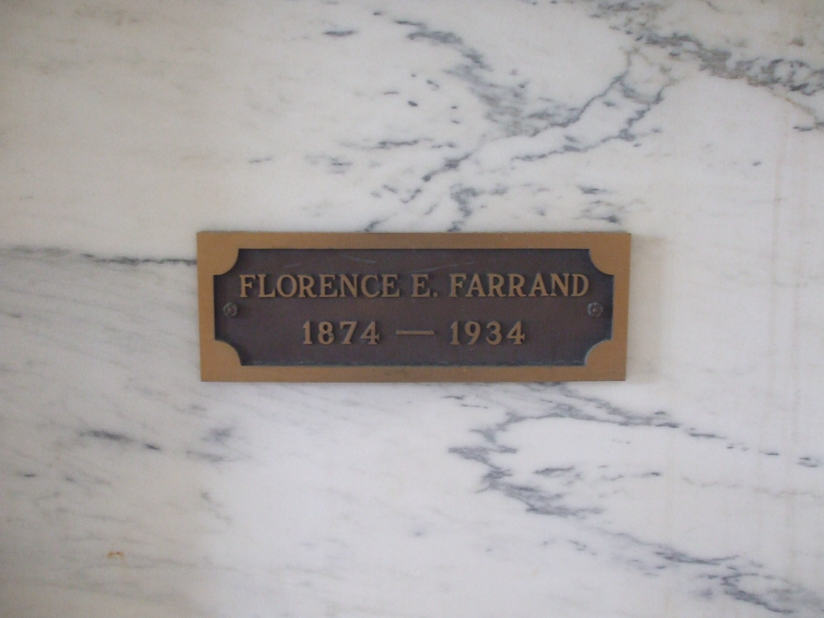 FLORENCE E. FARRAND
1874 — 1934